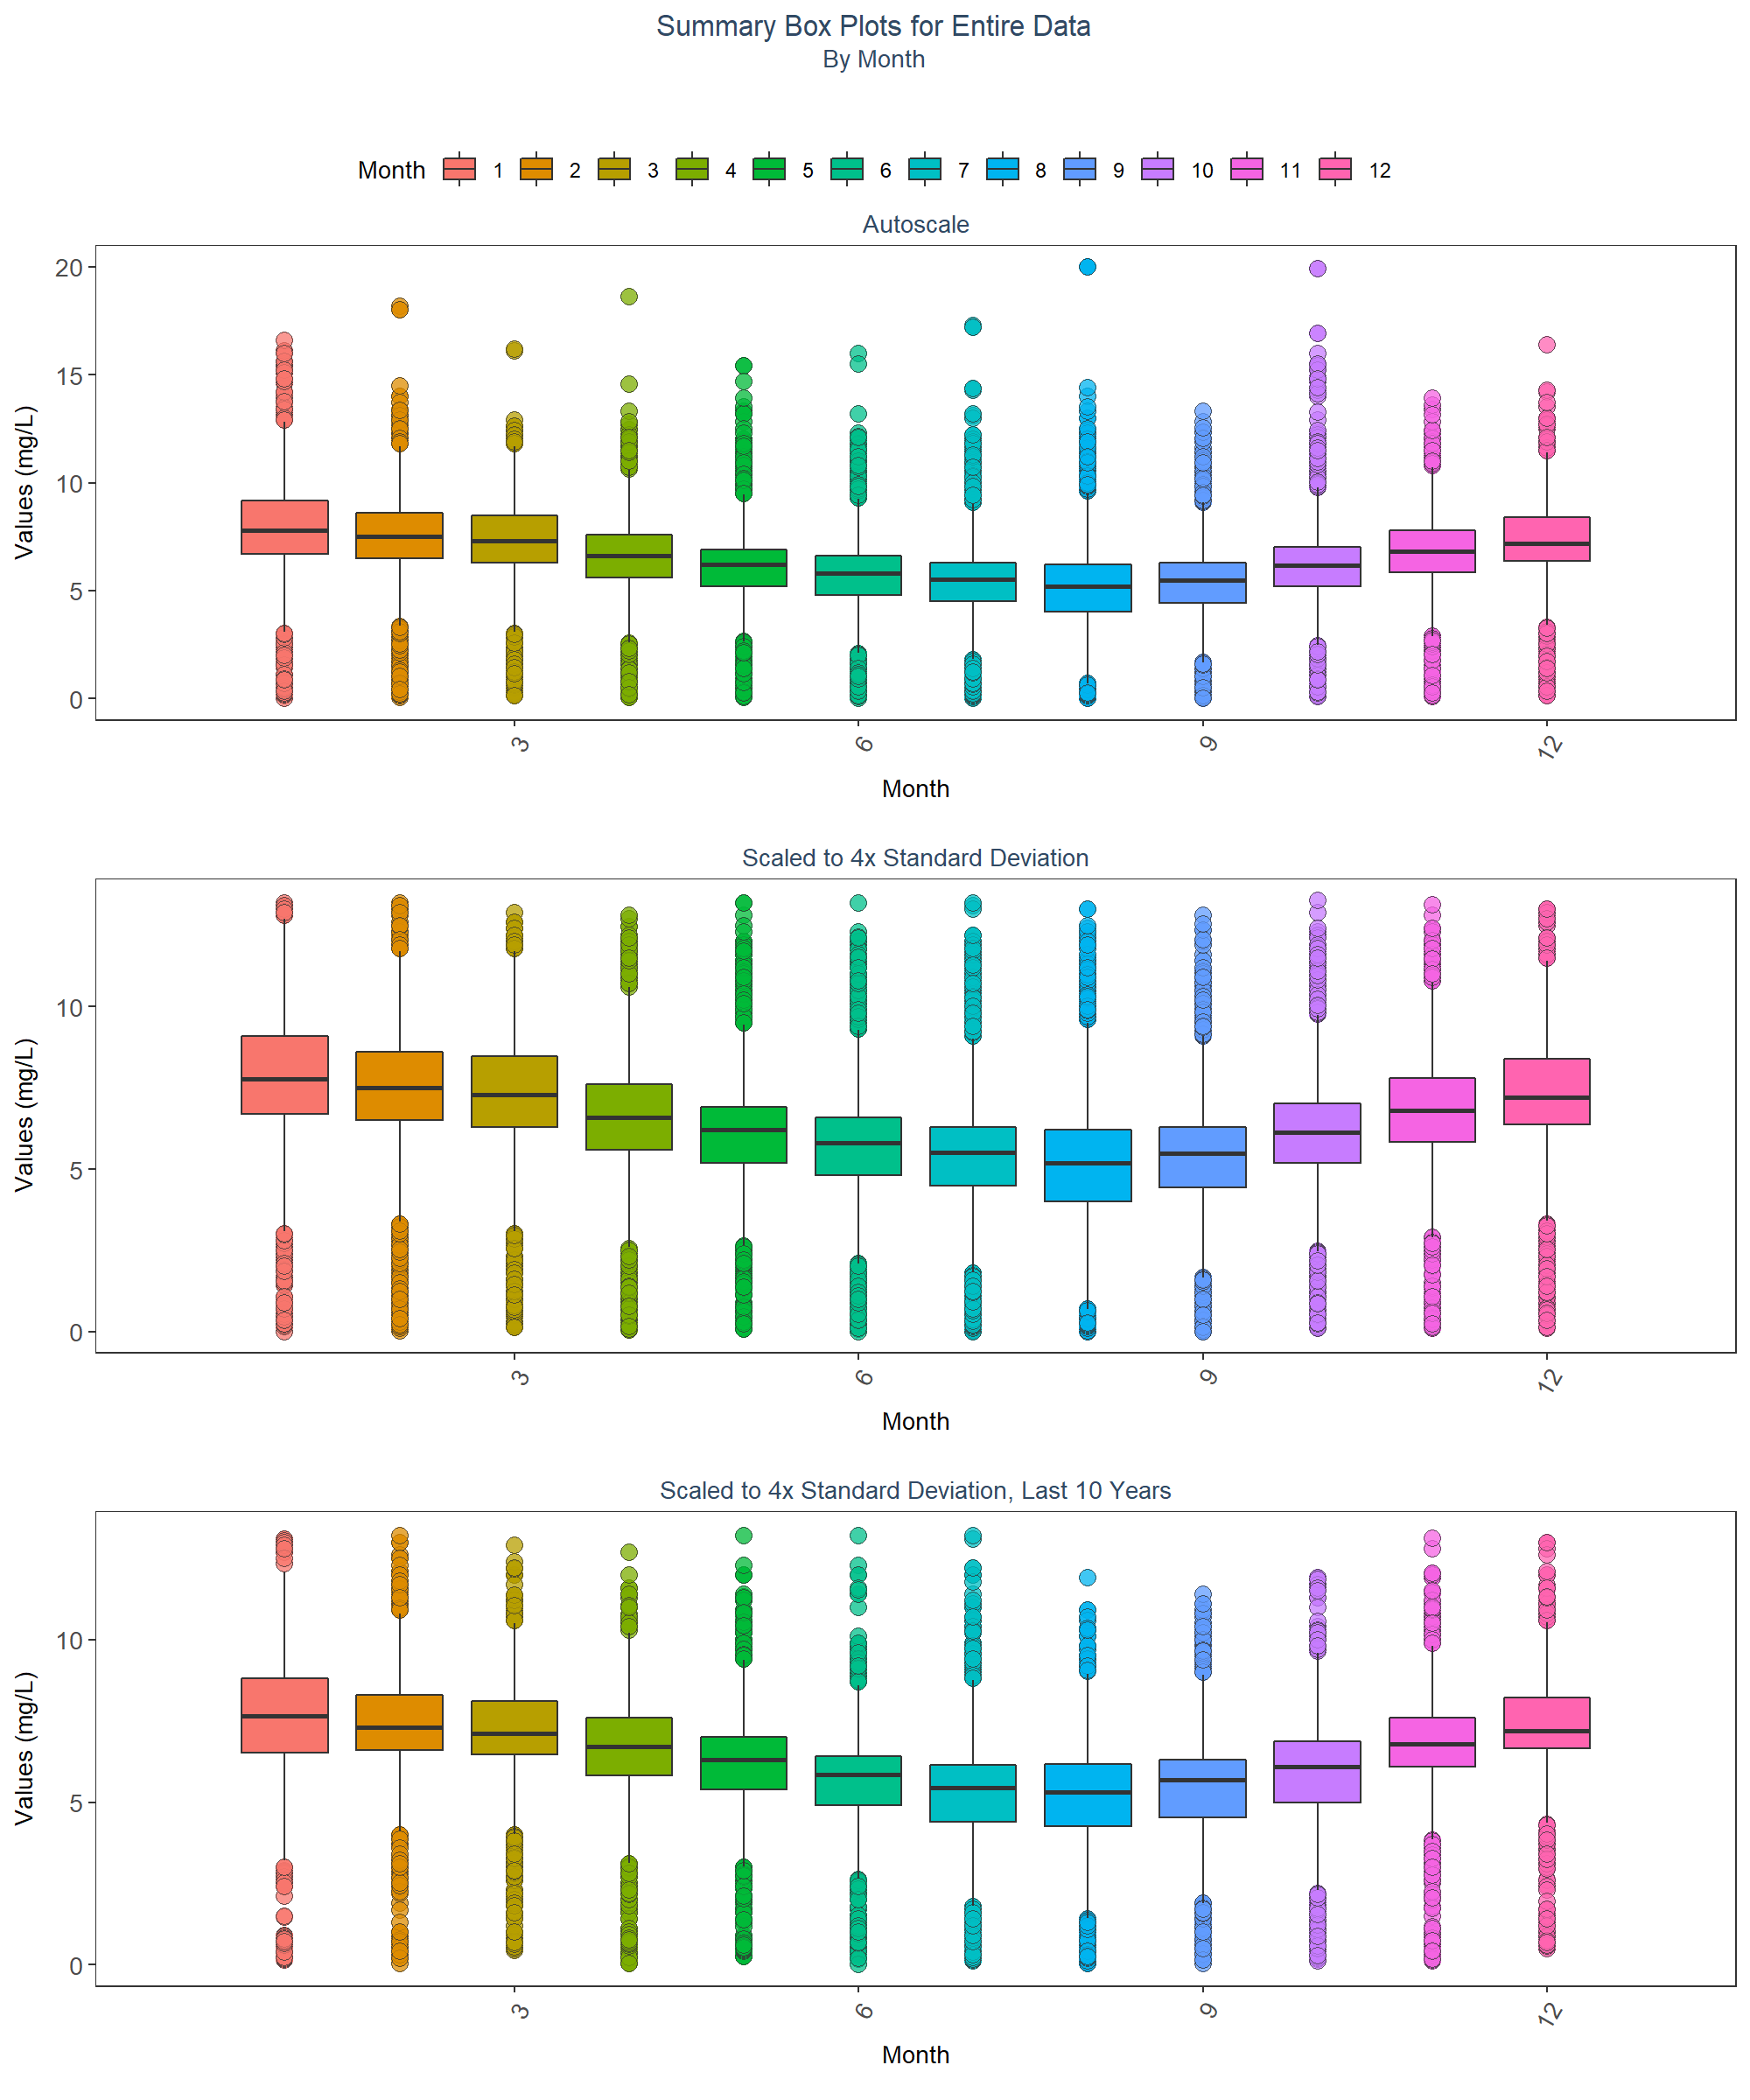 Summary Box Plots for Entire Data
By Month
Month 1 2 3 4 5 6 7 8 9 10 11 12
Autoscale
Values (mg/L)
20
15
10
5
0
3 6 9 12
Month
Scaled to 4x Standard Deviation
Values (mg/L)
10
5
0
3 6 9 12
Month
Scaled to 4x Standard Deviation, Last 10 Years
Values (mg/L)
10
5
0
3 6 9 12
Month